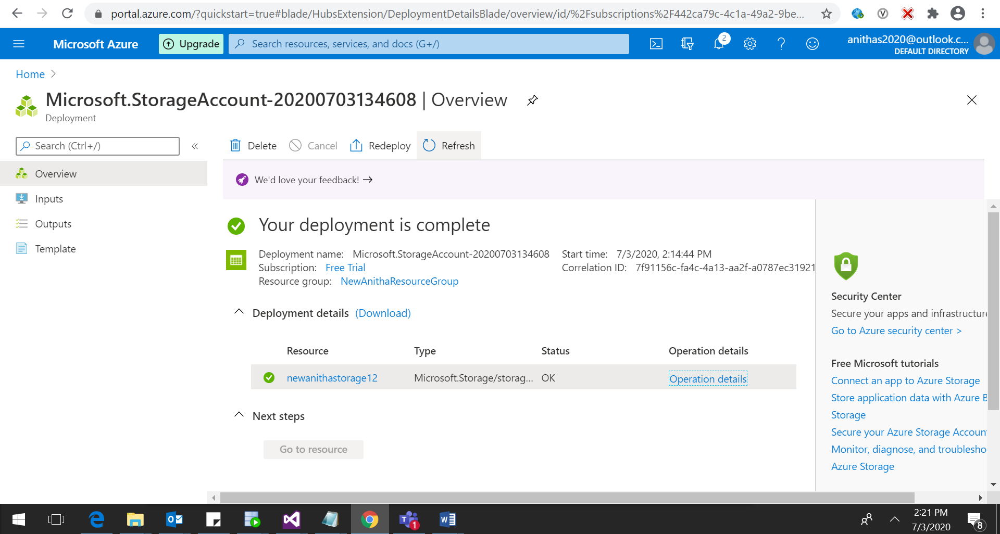 portal.azure.com/?quickstart=true#blade/HubsExtension/DeploymentDetailsBlade/overview/id/%2Fsubscriptions%2F442ca79c-4c1a-49a2-9be...
Microsoft Azure
Upgrade
Search resources, services, and docs (G+/)
2
anithas2020@outlook.c...
DEFAULT DIRECTORY
Home >
Microsoft.StorageAccount-20200703134608 | Overview
Deployment
Search (Ctrl+/)
«
Delete
Cancel
Redeploy
Refresh
Overview
Inputs
Outputs
Template
We'd love your feedback! →
Your deployment is complete
Deployment name: Microsoft.StorageAccount-20200703134608
Subscription: Free Trial
Resource group: NewAnithaResourceGroup
Start time: 7/3/2020, 2:14:44 PM
Correlation ID: 7f91156c-fa4c-4a13-aa2f-a0787ec31921
Deployment details (Download)
Resource Type Status Operation details
newanithastorage12 Microsoft.Storage/storag... OK Operation details
Next steps
Go to resource
Security Center
Secure your apps and infrastructure
Go to Azure security center >
Free Microsoft tutorials
Connect an app to Azure Storage
Store application data with Azure B
Storage
Secure your Azure Storage Accoun
Monitor, diagnose, and troublesho
Azure Storage
2:21 PM
7/3/2020
1
8